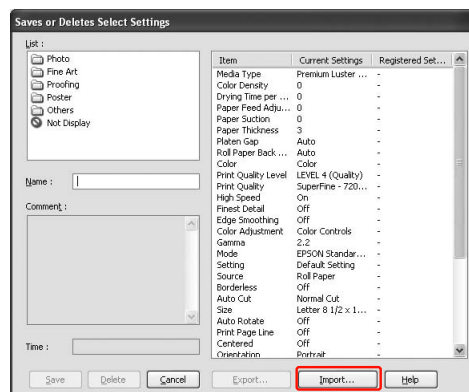 Saves or Deletes Select Settings
List :
Photo
Fine Art
Proofing
Poster
Others
Not Display
Name :
Comment :
Time :
Item Current Settings Registered Set...
Media Type Premium Luster ... -
Color Density 0 -
Drying Time per ... 0 -
Paper Feed Adju... 0 -
Paper Suction 0 -
Paper Thickness 3 -
Platen Gap Auto -
Roll Paper Back ... Auto -
Color Color -
Print Quality Level LEVEL 4 (Quality) -
Print Quality SuperFine - 720... -
High Speed On -
Finest Detail Off -
Edge Smoothing Off -
Color Adjustment Color Controls -
Gamma 2.2 -
Mode EPSON Standar... -
Setting Default Setting -
Source Roll Paper -
Borderless Off -
Auto Cut Normal Cut -
Size Letter 8 1/2 x 1... -
Auto Rotate Off -
Print Page Line Off -
Centered Off -
Orientation Portrait -
Save Delete Cancel Export... Import... Help